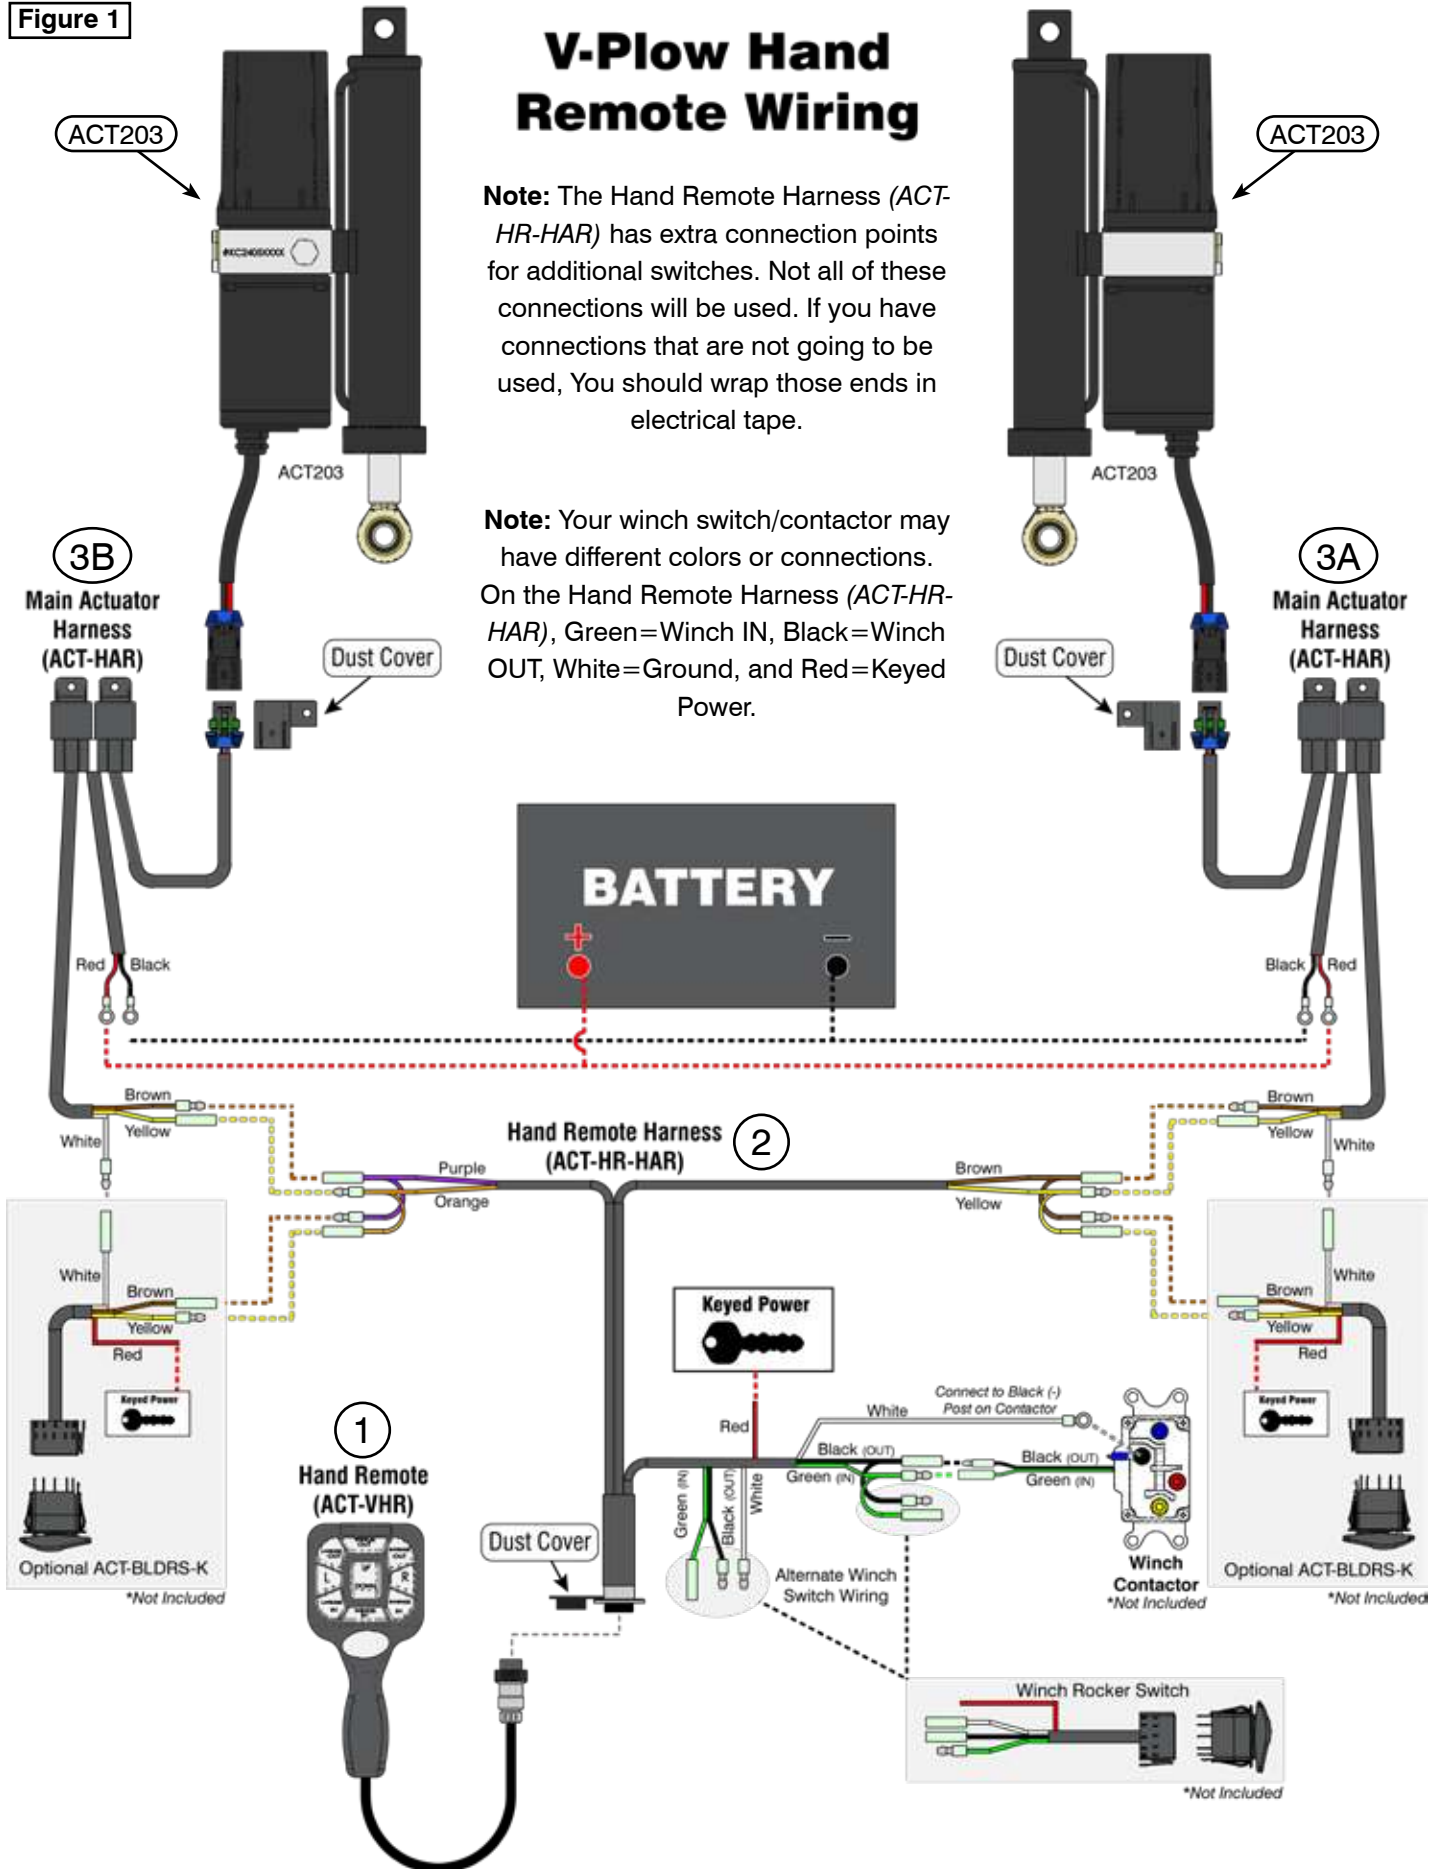 Figure 1
V-Plow Hand
Remote Wiring
ACT203
ACT203
Note: The Hand Remote Harness (ACT-
HR-HAR) has extra connection points
for additional switches. Not all of these
connections will be used. If you have
connections that are not going to be
used, You should wrap those ends in
electrical tape.
ACT203
ACT203
Note: Your winch switch/contactor may
have different colors or connections.
On the Hand Remote Harness (ACT-HR-
HAR), Green=Winch IN, Black=Winch
OUT, White=Ground, and Red=Keyed
Power.
3B
Main Actuator
Harness
(ACT-HAR)
Dust Cover
3A
Main Actuator
Harness
(ACT-HAR)
Dust Cover
BATTERY
+
–
Red
Black
Black
Red
Brown
Yellow
White
Brown
Yellow
White
Hand Remote Harness
(ACT-HR-HAR)
2
Purple
Orange
Brown
Yellow
White
Brown
Yellow
Red
Keyed Power
Optional ACT-BLDRS-K
*Not Included
Keyed Power
Red
White
Brown
Yellow
Red
Keyed Power
Optional ACT-BLDRS-K
*Not Included
1
Hand Remote
(ACT-VHR)
L
R
UP
DOWN
Dust Cover
White
Connect to Black (-)
Post on Contactor
Black (OUT)
Green (IN)
Black (OUT)
Green (IN)
Green (IN)
Black (OUT)
White
Winch
Contactor
*Not Included
Alternate Winch
Switch Wiring
Winch Rocker Switch
*Not Included